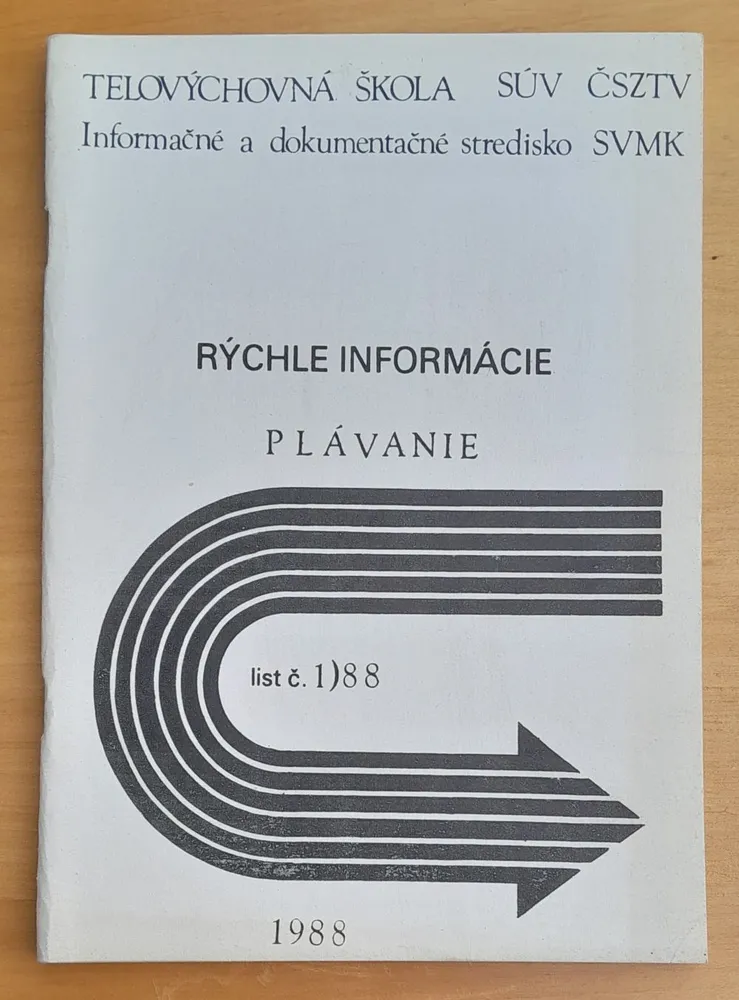 TELOVÝCHOVNÁ ŠKOLA SÚV ČSZTV
Informačné a dokumentačné stredisko SVMK
RÝCHLE INFORMÁCIE
PLÁVANIE
list č. 1)88
1988